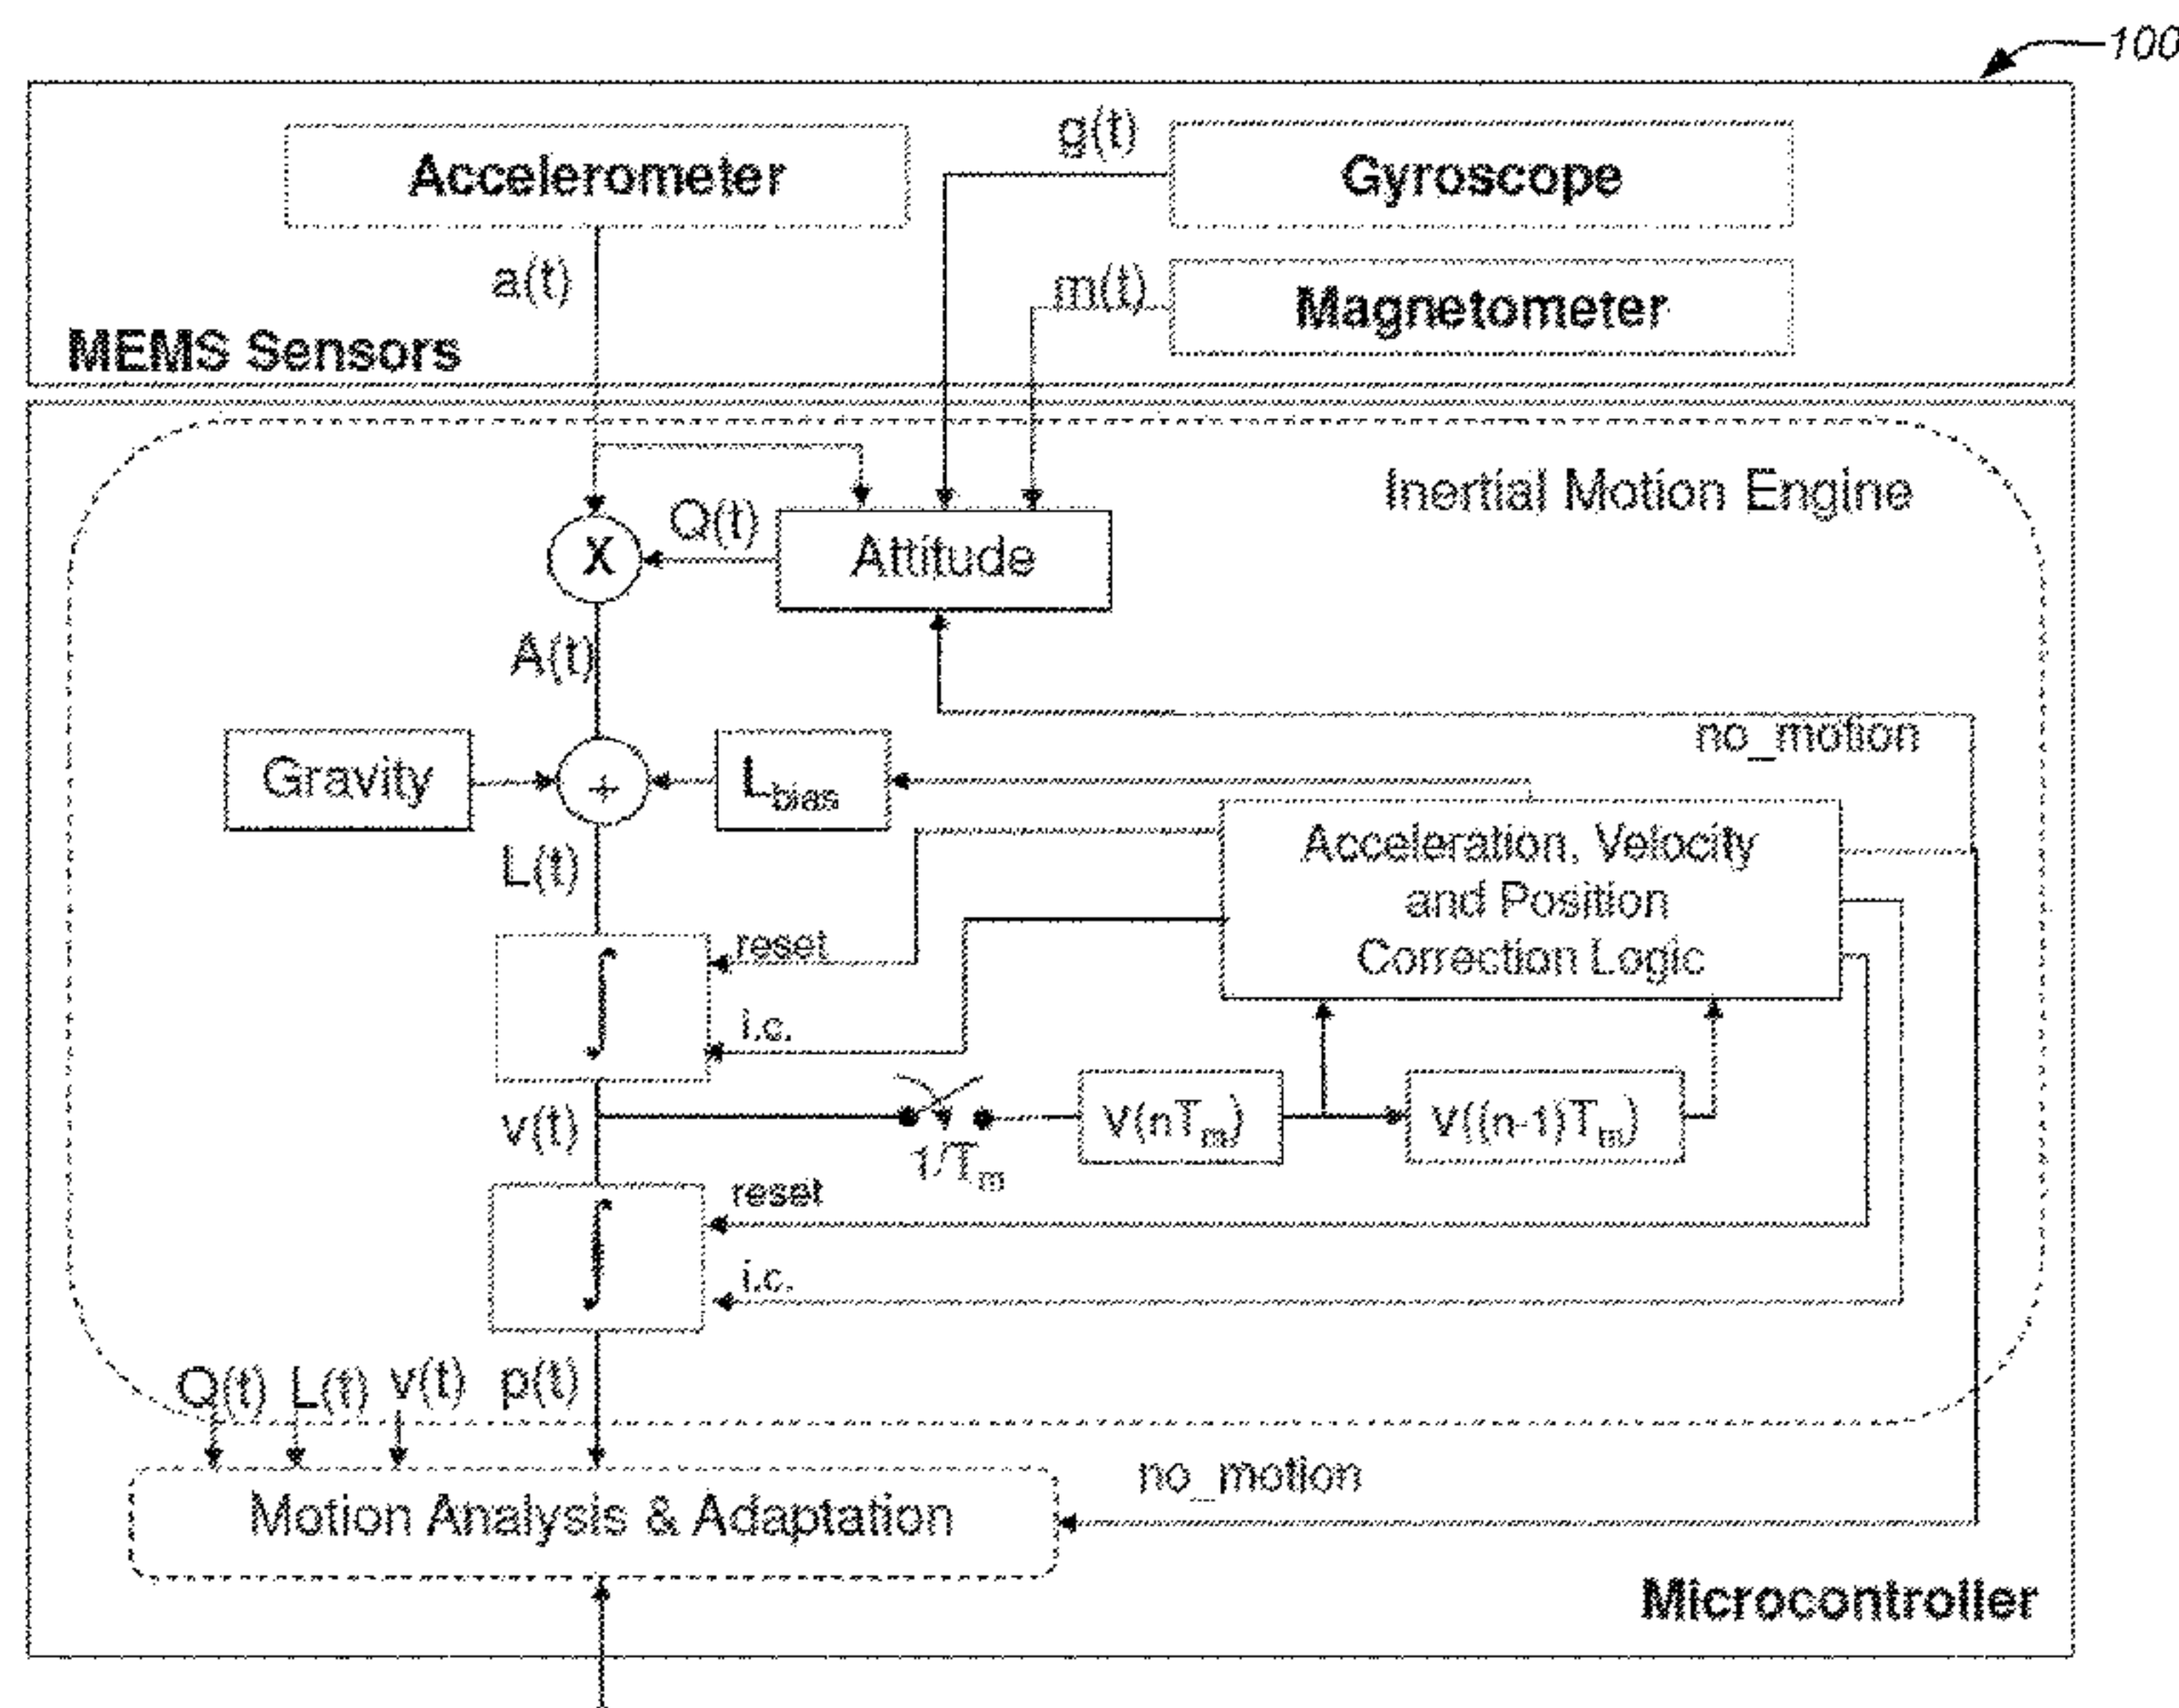 100
Accelerometer
g(t)
Gyroscope
a(t)
m(t)
Magnetometer
MEMS Sensors
Inertial Motion Engine
Q(t)
X
Attitude
A(t)
no_motion
Gravity
+
Lbias
Acceleration, Velocity
and Position
Correction Logic
L(t)
reset
∫
i.c.
v(t)
1/Tm
V(nTm)
V((n-1)Tm)
reset
∫
i.c.
Q(t) L(t) v(t) p(t)
no_motion
Motion Analysis & Adaptation
Microcontroller